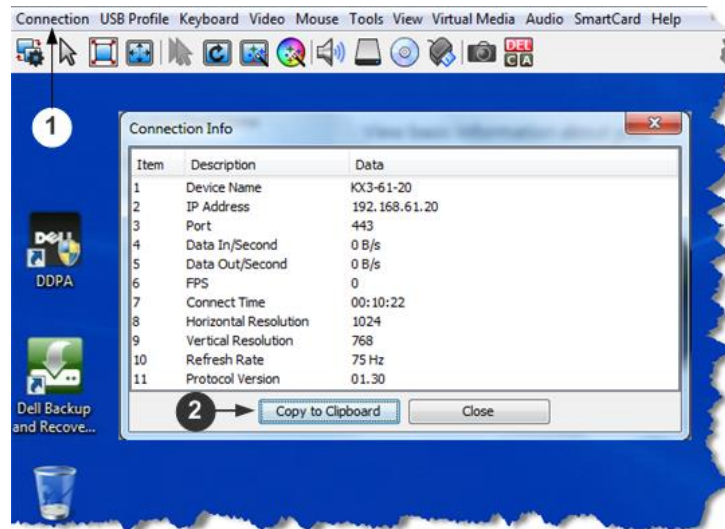 Connection USB Profile Keyboard Video Mouse Tools View Virtual Media Audio SmartCard Help
DEL
C A
1
Connection Info
Item Description Data
1 Device Name KX3-61-20
2 IP Address 192.168.61.20
3 Port 443
4 Data In/Second 0 B/s
5 Data Out/Second 0 B/s
6 FPS 0
7 Connect Time 00:10:22
8 Horizontal Resolution 1024
9 Vertical Resolution 768
10 Refresh Rate 75 Hz
11 Protocol Version 01.30
2 Copy to Clipboard Close
DELL
DDPA
Dell Backup
and Recove...